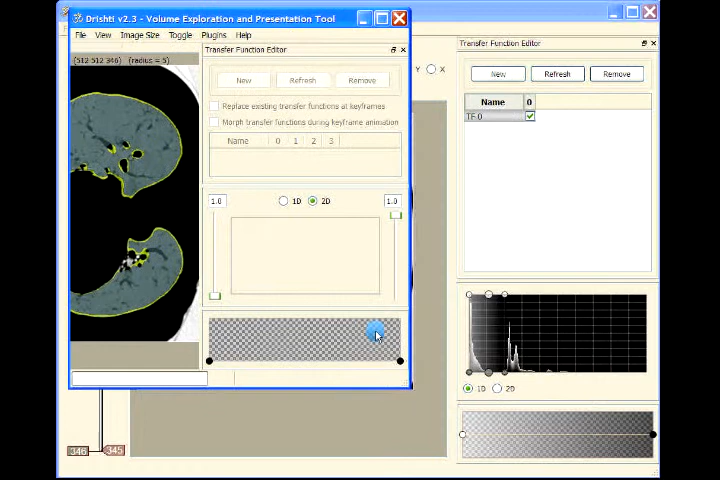 Drishti v2.3 - Volume Exploration and Presentation Tool
File View Image Size Toggle Plugins Help
(512 512 346) (radius = 5)
Transfer Function Editor
New Refresh Remove
Replace existing transfer functions at keyframes
Morph transfer functions during keyframe animation
Name 0 1 2 3
1.0 1D 2D 1.0
Y X
Transfer Function Editor
New Refresh Remove
Name 0
TF-0
1D 2D
346 345